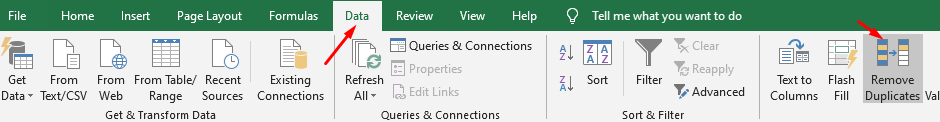 File Home Insert Page Layout Formulas Data Review View Help Tell me what you want to do
Get Data
From Text/CSV
From Web
From Table/ Range
Recent Sources
Existing Connections
Refresh All
Queries & Connections
Properties
Edit Links
Sort
Filter
Clear
Reapply
Advanced
Text to Columns
Flash Fill
Remove Duplicates
Get & Transform Data
Queries & Connections
Sort & Filter